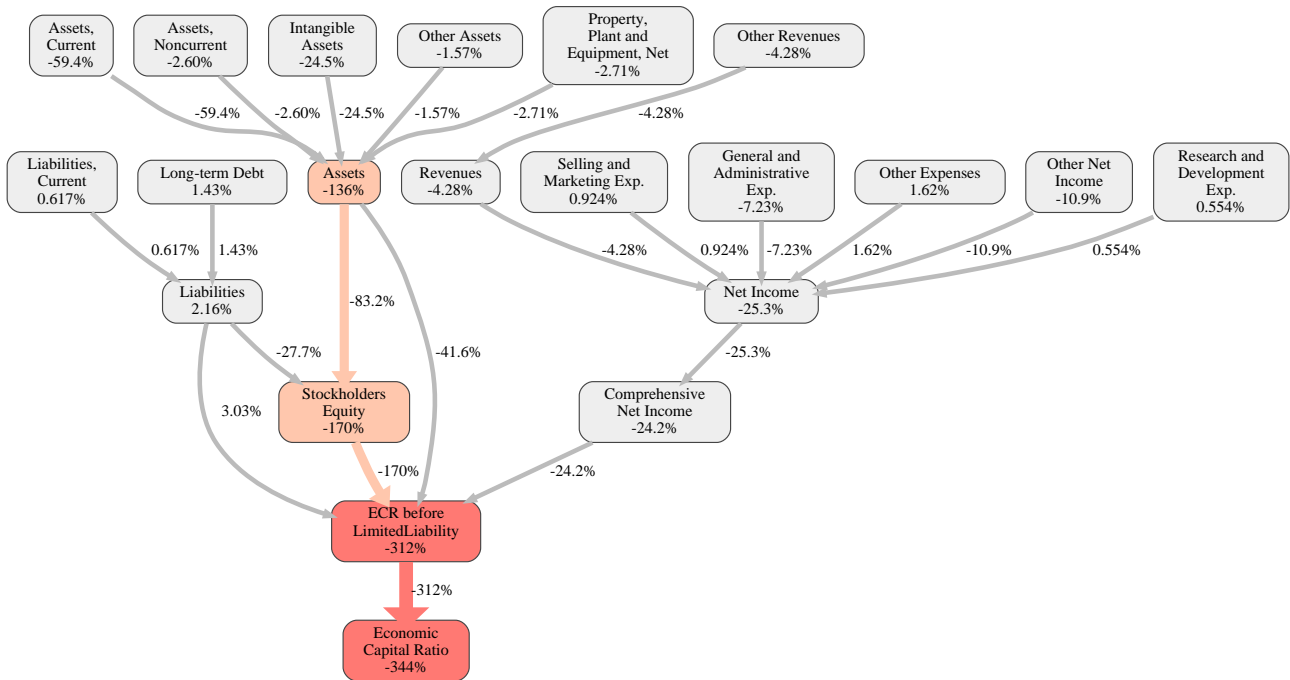 Assets,
Current
-59.4%
Assets,
Noncurrent
-2.60%
Intangible
Assets
-24.5%
Other Assets
-1.57%
Property,
Plant and
Equipment, Net
-2.71%
Other Revenues
-4.28%
-59.4%
-2.60%
-24.5%
-1.57%
-2.71%
-4.28%
Liabilities,
Current
0.617%
Long-term Debt
1.43%
Assets
-136%
Revenues
-4.28%
Selling and
Marketing Exp.
0.924%
General and
Administrative
Exp.
-7.23%
Other Expenses
1.62%
Other Net
Income
-10.9%
Research and
Development
Exp.
0.554%
0.617%
1.43%
-4.28%
0.924%
-7.23%
1.62%
-10.9%
0.554%
Liabilities
2.16%
-83.2%
Net Income
-25.3%
-27.7%
-41.6%
-25.3%
3.03%
Stockholders
Equity
-170%
Comprehensive
Net Income
-24.2%
-170%
-24.2%
ECR before
LimitedLiability
-312%
-312%
Economic
Capital Ratio
-344%